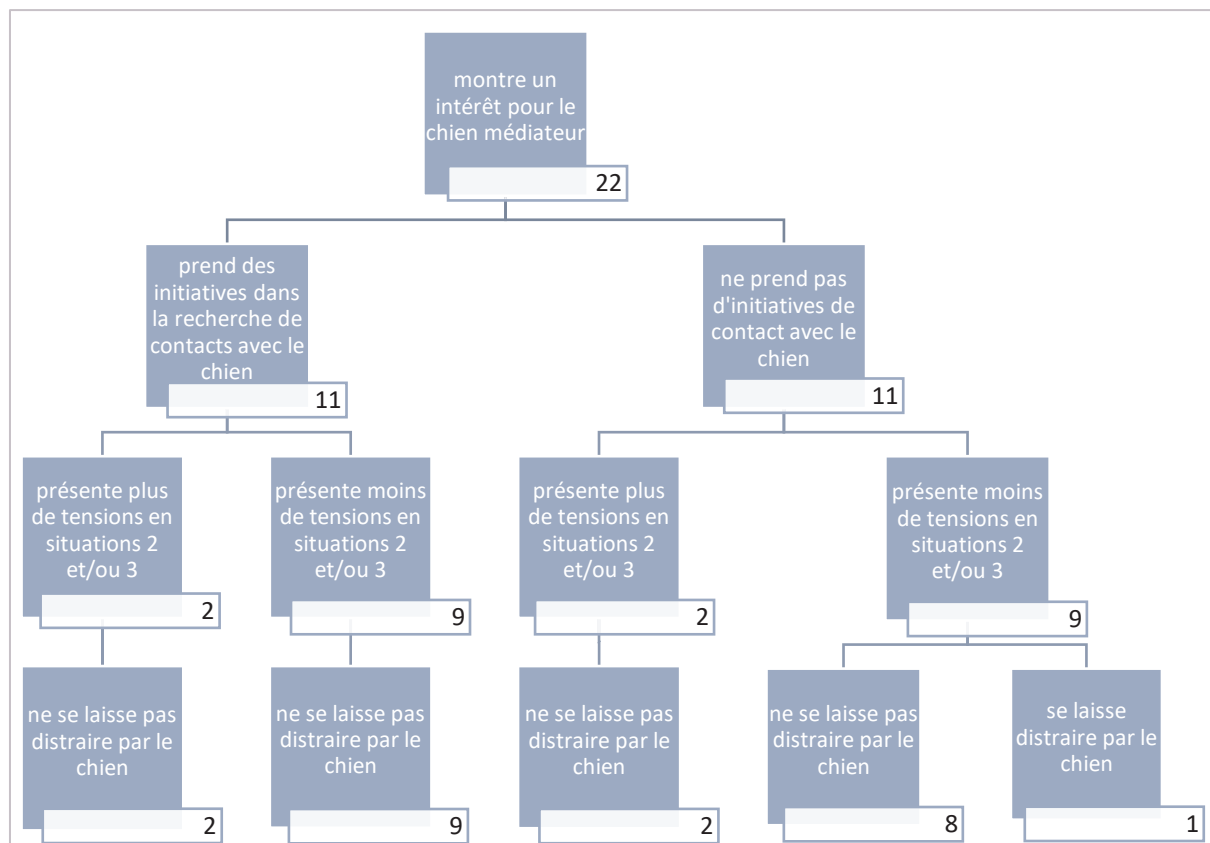 montre un
intérêt pour le
chien médiateur
22
prend des
initiatives dans
la recherche de
contacts avec le
chien
11
ne prend pas
d'initiatives de
contact avec le
chien
11
présente plus
de tensions en
situations 2
et/ou 3
2
présente moins
de tensions en
situations 2
et/ou 3
9
présente plus
de tensions en
situations 2
et/ou 3
2
présente moins
de tensions en
situations 2
et/ou 3
9
ne se laisse pas
distraire par le
chien
2
ne se laisse pas
distraire par le
chien
9
ne se laisse pas
distraire par le
chien
2
ne se laisse pas
distraire par le
chien
8
se laisse
distraire par le
chien
1